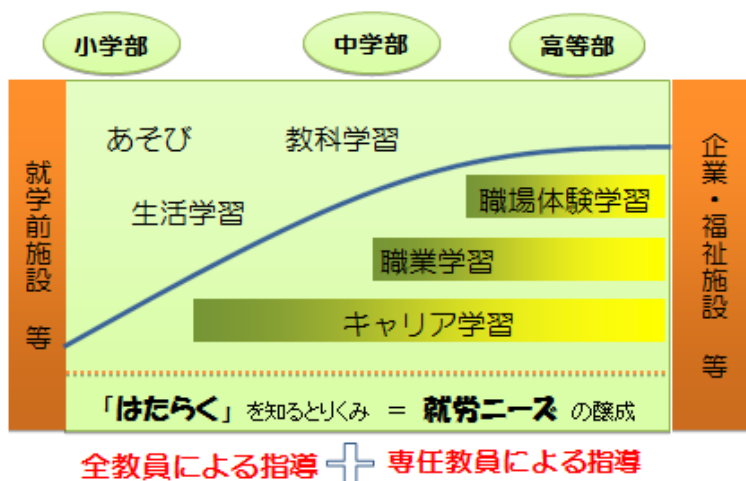 小学部
中学部
高等部
就学前施設 等
あそび
教科学習
生活学習
職場体験学習
職業学習
キャリア学習
企業・福祉施設 等
「はたらく」を知るとりくみ = 就労ニーズ の醸成
全教員による指導 + 専任教員による指導